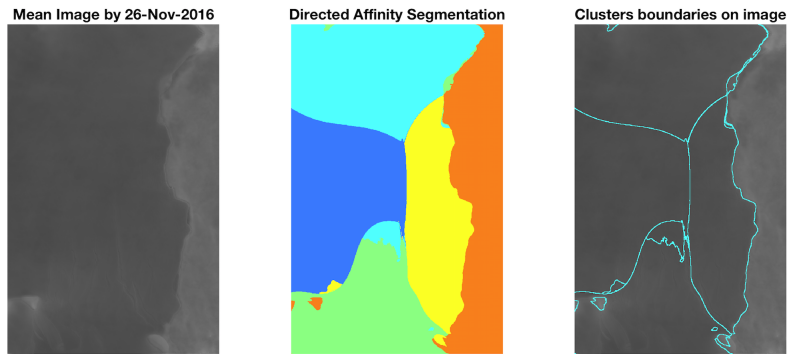 Mean Image by 26-Nov-2016
Directed Affinity Segmentation
Clusters boundaries on image